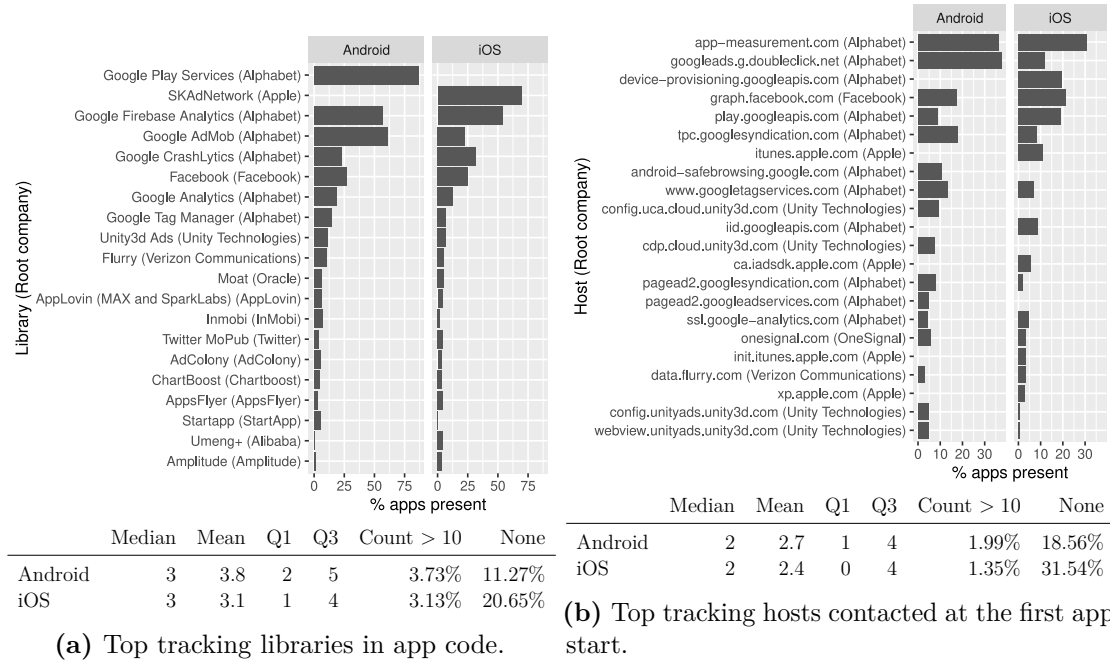 Android iOS
Library (Root company)
Google Play Services (Alphabet)
SKAdNetwork (Apple)
Google Firebase Analytics (Alphabet)
Google AdMob (Alphabet)
Google CrashLytics (Alphabet)
Facebook (Facebook)
Google Analytics (Alphabet)
Google Tag Manager (Alphabet)
Unity3d Ads (Unity Technologies)
Flurry (Verizon Communications)
Moat (Oracle)
AppLovin (MAX and SparkLabs) (AppLovin)
Inmobi (InMobi)
Twitter MoPub (Twitter)
AdColony (AdColony)
ChartBoost (Chartboost)
AppsFlyer (AppsFlyer)
Startapp (StartApp)
Umeng+ (Alibaba)
Amplitude (Amplitude)
0 25 50 75 0 25 50 75
% apps present
Median Mean Q1 Q3 Count > 10 None
Android 3 3.8 2 5 3.73% 11.27%
iOS 3 3.1 1 4 3.13% 20.65%
(a) Top tracking libraries in app code.
Android iOS
Host (Root company)
app-measurement.com (Alphabet)
googleads.g.doubleclick.net (Alphabet)
device-provisioning.googleapis.com (Alphabet)
graph.facebook.com (Facebook)
play.googleapis.com (Alphabet)
tpc.googlesyndication.com (Alphabet)
itunes.apple.com (Apple)
android-safebrowsing.google.com (Alphabet)
www.googletagservices.com (Alphabet)
config.uca.cloud.unity3d.com (Unity Technologies)
iid.googleapis.com (Alphabet)
cdp.cloud.unity3d.com (Unity Technologies)
ca.iadsdk.apple.com (Apple)
pagead2.googlesyndication.com (Alphabet)
pagead2.googleadservices.com (Alphabet)
ssl.google-analytics.com (Alphabet)
onesignal.com (OneSignal)
init.itunes.apple.com (Apple)
data.flurry.com (Verizon Communications)
xp.apple.com (Apple)
config.unityads.unity3d.com (Unity Technologies)
webview.unityads.unity3d.com (Unity Technologies)
0 10 20 30 0 10 20 30
% apps present
Median Mean Q1 Q3 Count > 10 None
Android 2 2.7 1 4 1.99% 18.56%
iOS 2 2.4 0 4 1.35% 31.54%
(b) Top tracking hosts contacted at the first app
start.